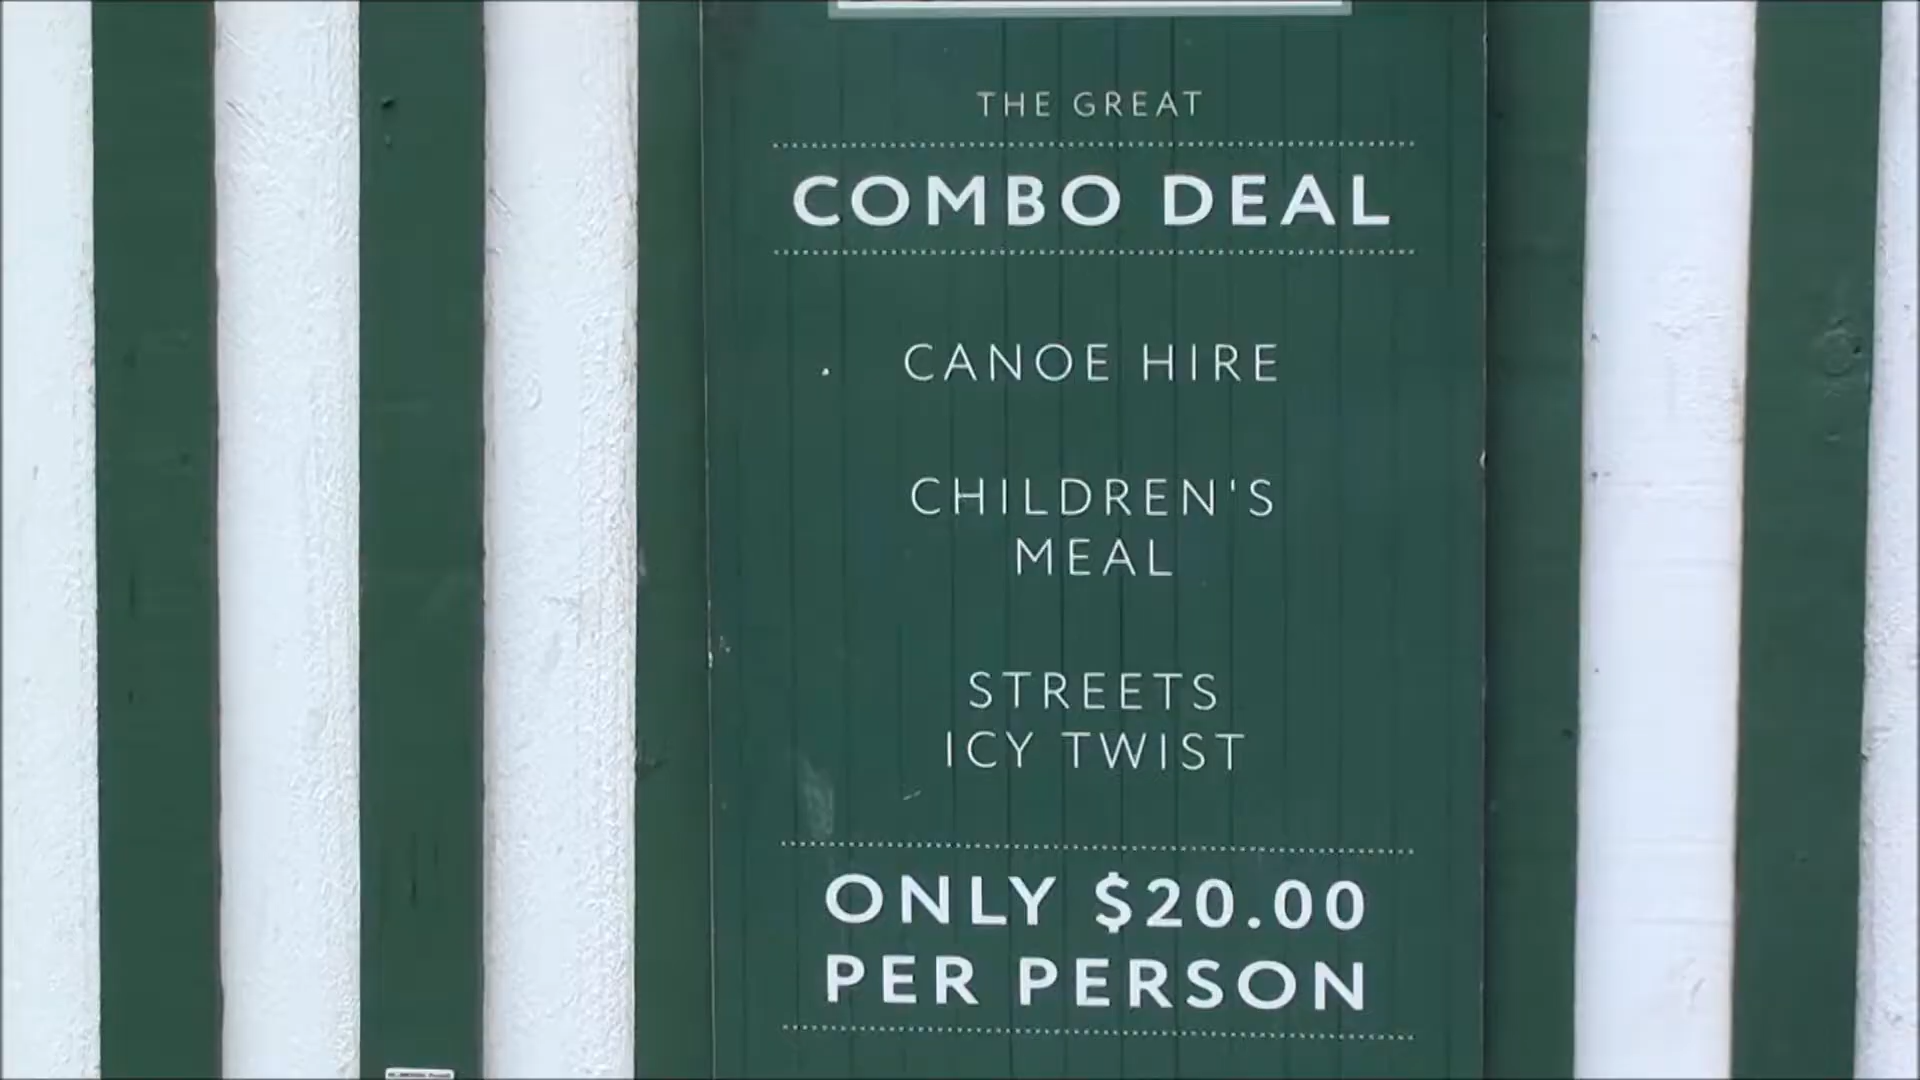 THE GREAT
COMBO DEAL
CANOE HIRE
CHILDREN'S
MEAL
STREETS
ICY TWIST
ONLY $20.00
PER PERSON